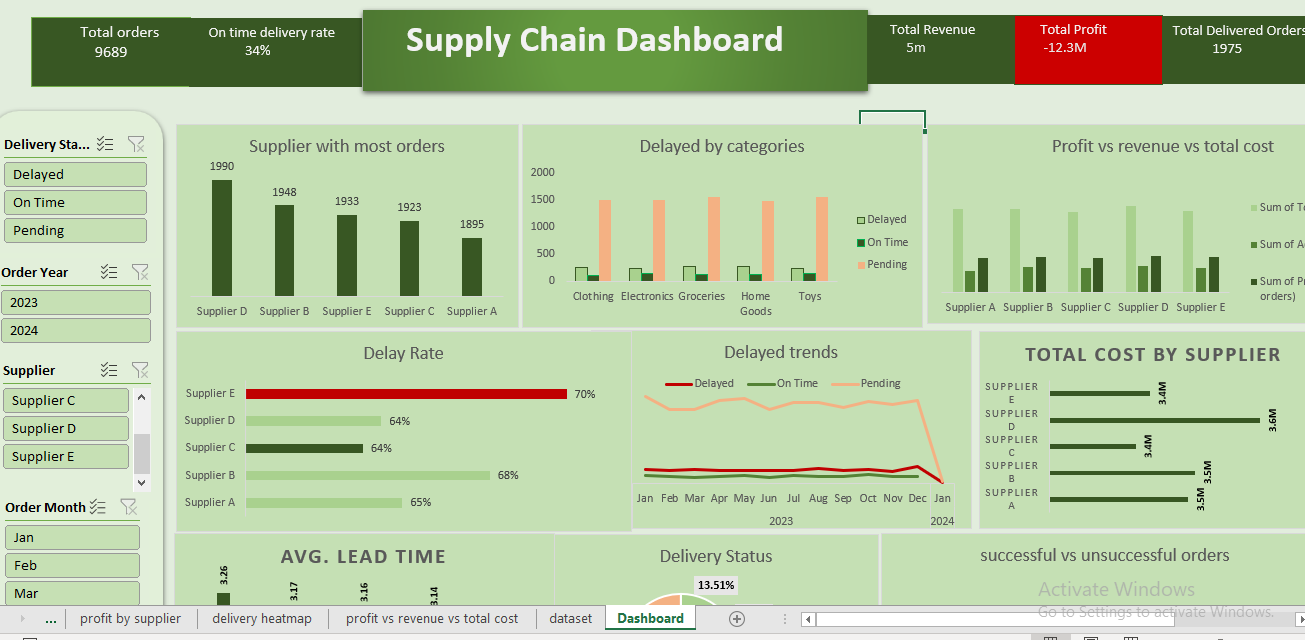 Total orders
9689
On time delivery rate
34%
Supply Chain Dashboard
Total Revenue
5m
Total Profit
-12.3M
Total Delivered Orders
1975
Delivery Sta...
Delayed
On Time
Pending
Order Year
2023
2024
Supplier
Supplier C
Supplier D
Supplier E
Order Month
Jan
Feb
Mar
Supplier with most orders
1990
1948
1933
1923
1895
Supplier D Supplier B Supplier E Supplier C Supplier A
Delayed by categories
2000
1500
1000
500
0
Clothing Electronics Groceries Home Goods Toys
Delayed
On Time
Pending
Profit vs revenue vs total cost
Supplier A Supplier B Supplier C Supplier D Supplier E
Sum of T
Sum of A
Sum of P
orders)
Delay Rate
Supplier E 70%
Supplier D 64%
Supplier C 64%
Supplier B 68%
Supplier A 65%
Delayed trends
Delayed On Time Pending
Jan Feb Mar Apr May Jun Jul Aug Sep Oct Nov Dec Jan
2023 2024
TOTAL COST BY SUPPLIER
SUPPLIER E 3.4M
SUPPLIER D 3.6M
SUPPLIER C 3.4M
SUPPLIER B 3.5M
SUPPLIER A 3.5M
AVG. LEAD TIME
3.26 3.17 3.16 3.14
Delivery Status
13.51%
successful vs unsuccessful orders
Activate Windows
Go to Settings to activate Windows.
... profit by supplier delivery heatmap profit vs revenue vs total cost dataset Dashboard